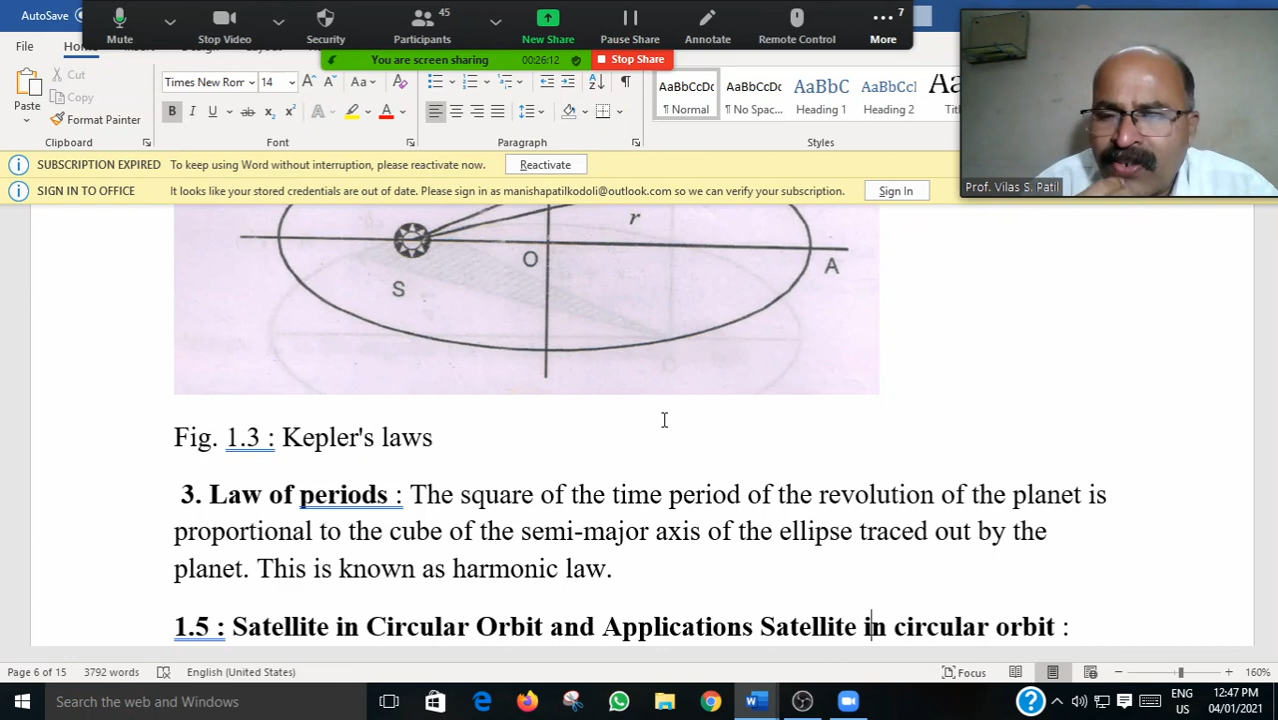 AutoSave
Mute
Stop Video
Security
45
Participants
New Share
Pause Share
Annotate
Remote Control
7
More
You are screen sharing
00:26:12
Stop Share
File
Paste
Cut
Copy
Format Painter
Clipboard
Times New Rom
14
Font
Paragraph
AaBbCcDc
Normal
AaBbCcDc
No Spac...
AaBbC
Heading 1
AaBbCcI
Heading 2
Styles
Prof. Vilas S. Patil
SUBSCRIPTION EXPIRED To keep using Word without interruption, please reactivate now. Reactivate
SIGN IN TO OFFICE It looks like your stored credentials are out of date. Please sign in as manishapatilkodoli@outlook.com so we can verify your subscription. Sign In
r
O
A
S
Fig. 1.3 : Kepler's laws
3. Law of periods : The square of the time period of the revolution of the planet is
proportional to the cube of the semi-major axis of the ellipse traced out by the
planet. This is known as harmonic law.
1.5 : Satellite in Circular Orbit and Applications Satellite in circular orbit :
Page 6 of 15 3792 words English (United States) Focus 160%
Search the web and Windows
ENG
US
12:47 PM
04/01/2021